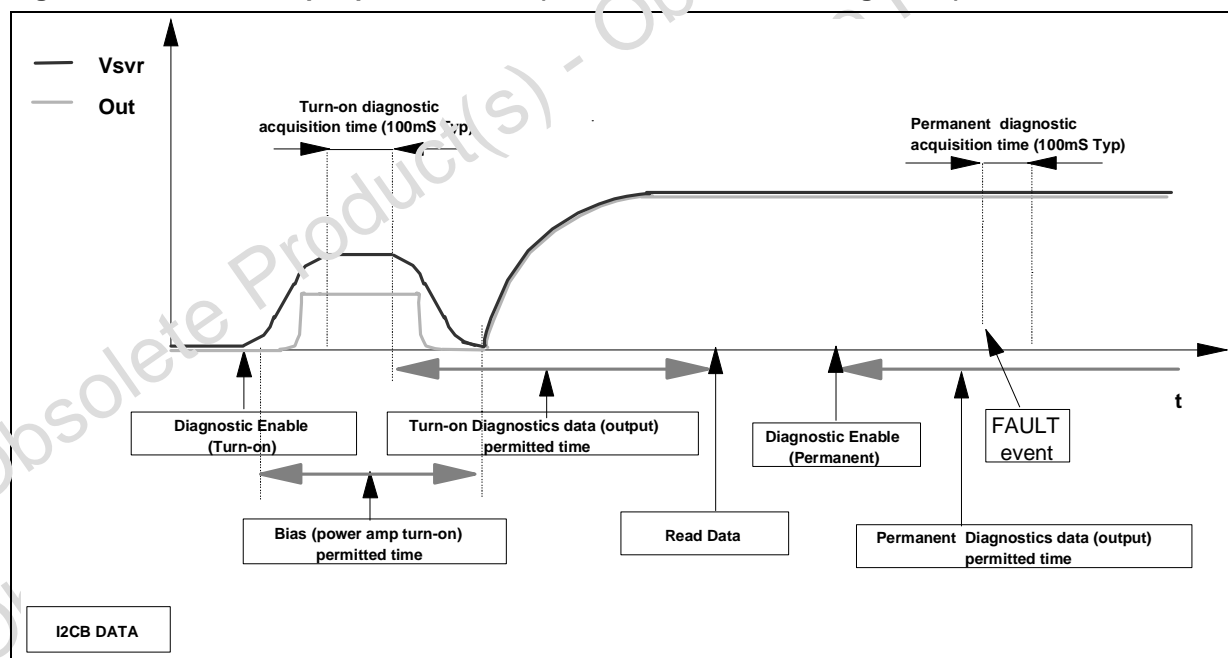 Vsvr
Out
Turn-on diagnostic
acquisition time (100mS Typ)
Permanent diagnostic
acquisition time (100mS Typ)
t
Diagnostic Enable
(Turn-on)
Turn-on Diagnostics data (output)
permitted time
Diagnostic Enable
(Permanent)
FAULT
event
Bias (power amp turn-on)
permitted time
Read Data
Permanent Diagnostics data (output)
permitted time
I2CB DATA
Obsolete Product(s) - Ob